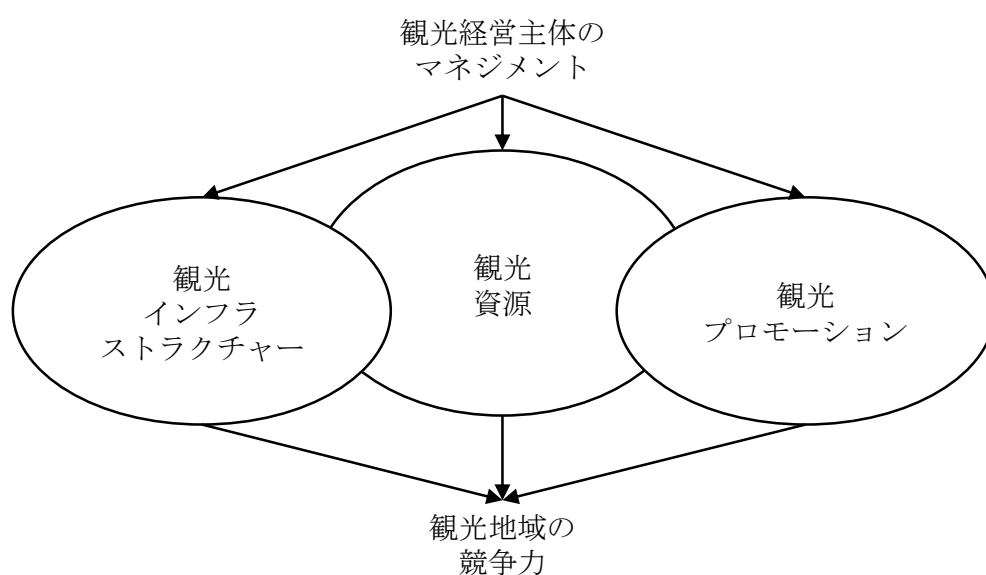 観光経営主体の
マネジメント
観光
インフラ
ストラクチャー
観光
資源
観光
プロモーション
観光地域の
競争力